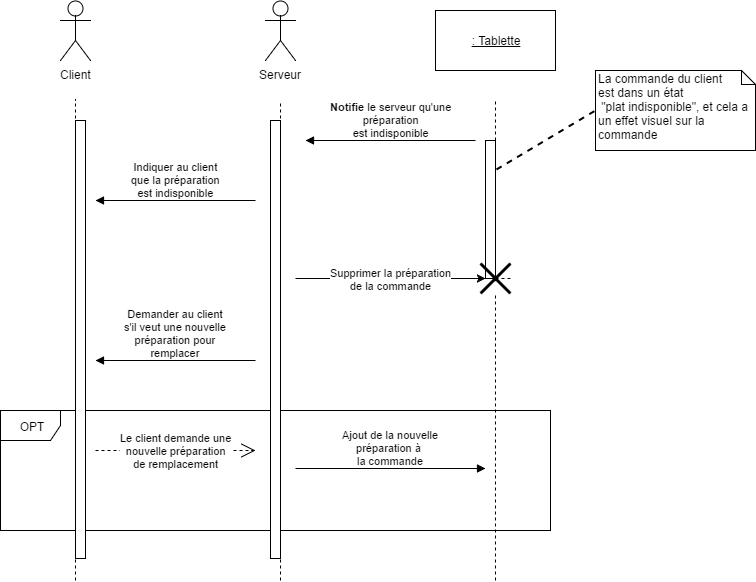 Client
Serveur
: Tablette
La commande du client
est dans un état
"plat indisponible", et cela a
un effet visuel sur la
commande
Notifie le serveur qu'une
préparation
est indisponible
Indiquer au client
que la préparation
est indisponible
Supprimer la préparation
de la commande
Demander au client
s'il veut une nouvelle
préparation pour
remplacer
OPT
Le client demande une
nouvelle préparation
de remplacement
Ajout de la nouvelle
préparation à
la commande